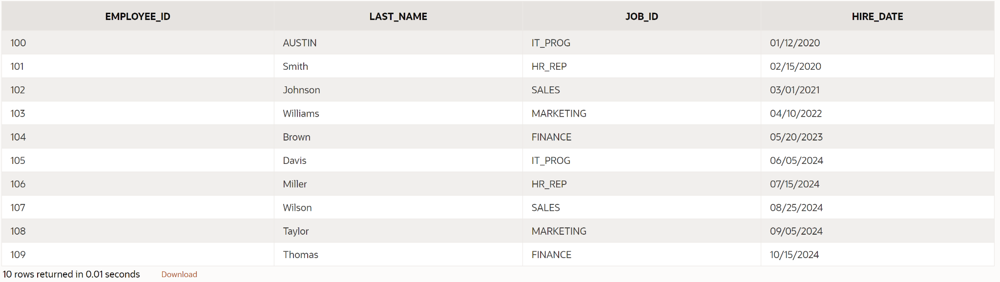 EMPLOYEE_ID LAST_NAME JOB_ID HIRE_DATE
100 AUSTIN IT_PROG 01/12/2020
101 Smith HR_REP 02/15/2020
102 Johnson SALES 03/01/2021
103 Williams MARKETING 04/10/2022
104 Brown FINANCE 05/20/2023
105 Davis IT_PROG 06/05/2024
106 Miller HR_REP 07/15/2024
107 Wilson SALES 08/25/2024
108 Taylor MARKETING 09/05/2024
109 Thomas FINANCE 10/15/2024
10 rows returned in 0.01 seconds Download